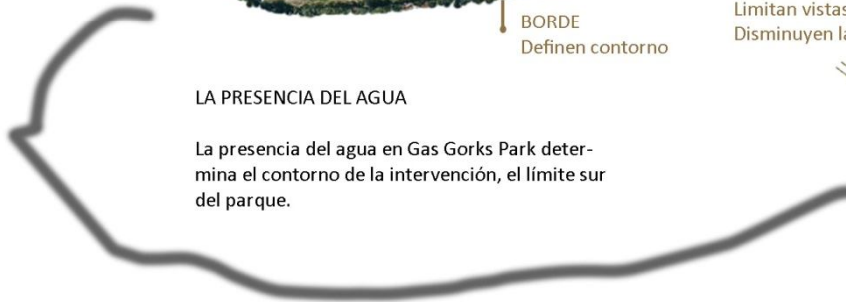 BORDE
Definen contorno
Limitan vistas
Disminuyen
LA PRESENCIA DEL AGUA
La presencia del agua en Gas Gorks Park deter-
mina el contorno de la intervención, el límite sur
del parque.